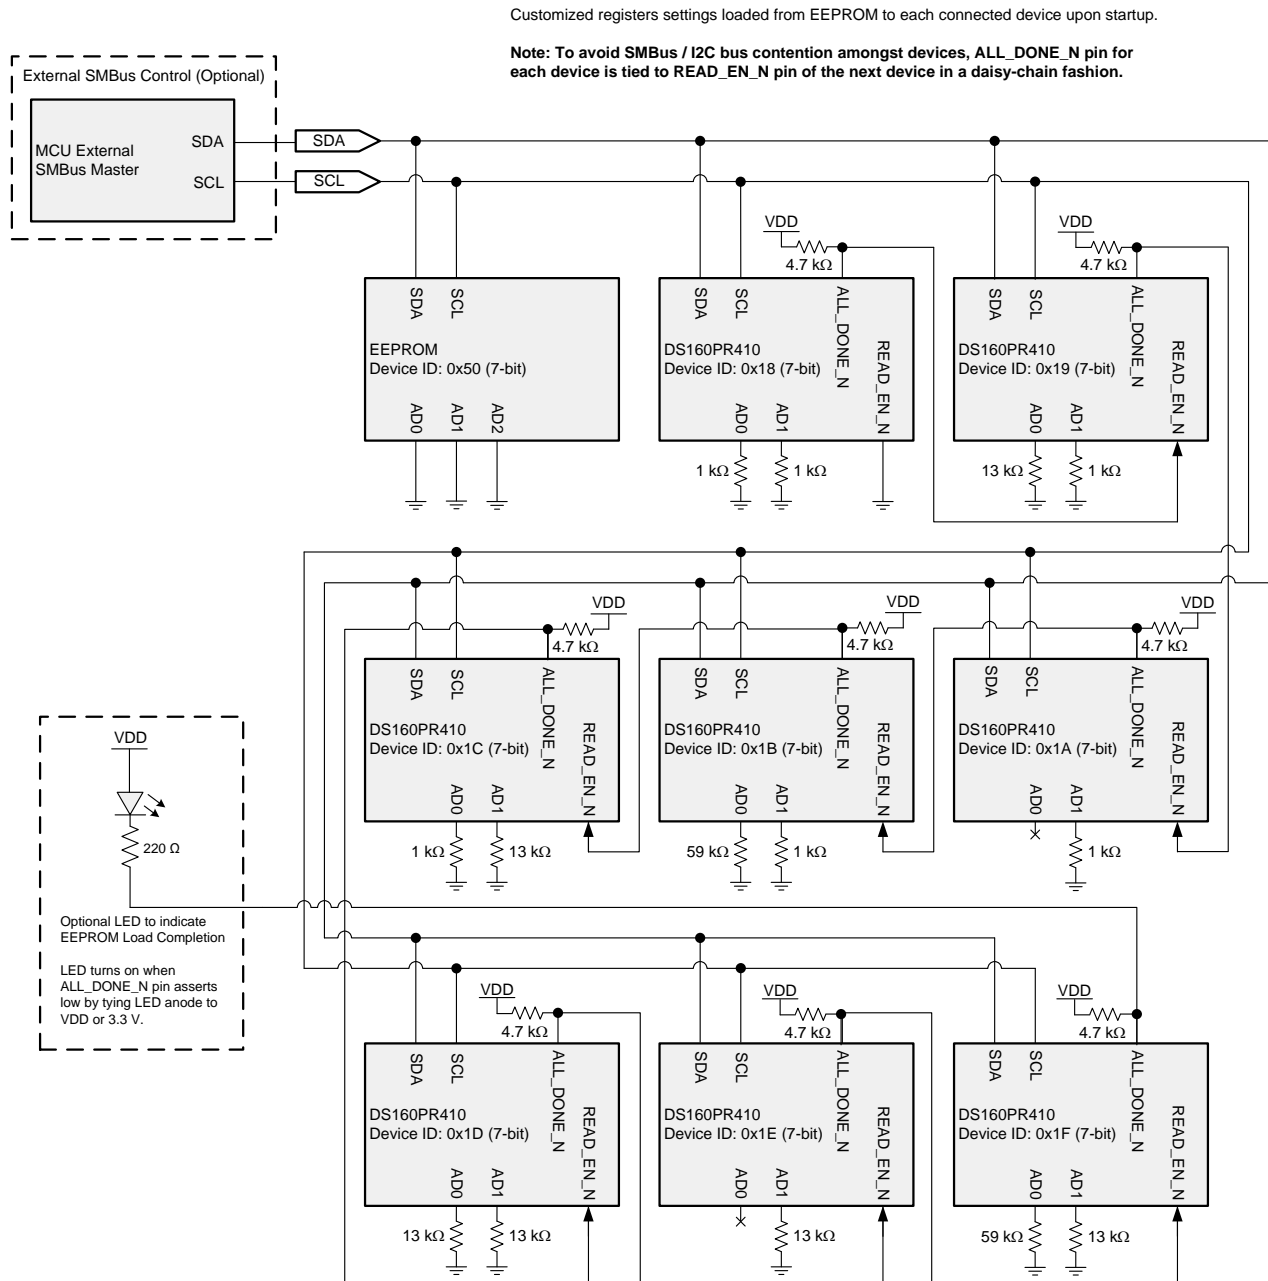 Customized registers settings loaded from EEPROM to each connected device upon startup.
Note: To avoid SMBus / I2C bus contention amongst devices, ALL_DONE_N pin for
each device is tied to READ_EN_N pin of the next device in a daisy-chain fashion.
External SMBus Control (Optional)
MCU External
SMBus Master
SDA
SCL
SDA
SCL
VDD
4.7 kΩ
VDD
4.7 kΩ
SDA
SCL
EEPROM
Device ID: 0x50 (7-bit)
AD0
AD1
AD2
SDA
SCL
ALL_DONE_N
READ_EN_N
DS160PR410
Device ID: 0x18 (7-bit)
AD0
AD1
1 kΩ
1 kΩ
SDA
SCL
ALL_DONE_N
READ_EN_N
DS160PR410
Device ID: 0x19 (7-bit)
AD0
AD1
13 kΩ
1 kΩ
VDD
4.7 kΩ
VDD
4.7 kΩ
VDD
4.7 kΩ
SDA
SCL
ALL_DONE_N
READ_EN_N
DS160PR410
Device ID: 0x1C (7-bit)
AD0
AD1
1 kΩ
13 kΩ
SDA
SCL
ALL_DONE_N
READ_EN_N
DS160PR410
Device ID: 0x1B (7-bit)
AD0
AD1
59 kΩ
1 kΩ
SDA
SCL
ALL_DONE_N
READ_EN_N
DS160PR410
Device ID: 0x1A (7-bit)
AD0
AD1
1 kΩ
VDD
220 Ω
Optional LED to indicate
EEPROM Load Completion
LED turns on when
ALL_DONE_N pin asserts
low by tying LED anode to
VDD or 3.3 V.
VDD
4.7 kΩ
VDD
4.7 kΩ
VDD
4.7 kΩ
SDA
SCL
ALL_DONE_N
READ_EN_N
DS160PR410
Device ID: 0x1D (7-bit)
AD0
AD1
13 kΩ
13 kΩ
SDA
SCL
ALL_DONE_N
READ_EN_N
DS160PR410
Device ID: 0x1E (7-bit)
AD0
AD1
13 kΩ
SDA
SCL
ALL_DONE_N
READ_EN_N
DS160PR410
Device ID: 0x1F (7-bit)
AD0
AD1
59 kΩ
13 kΩ